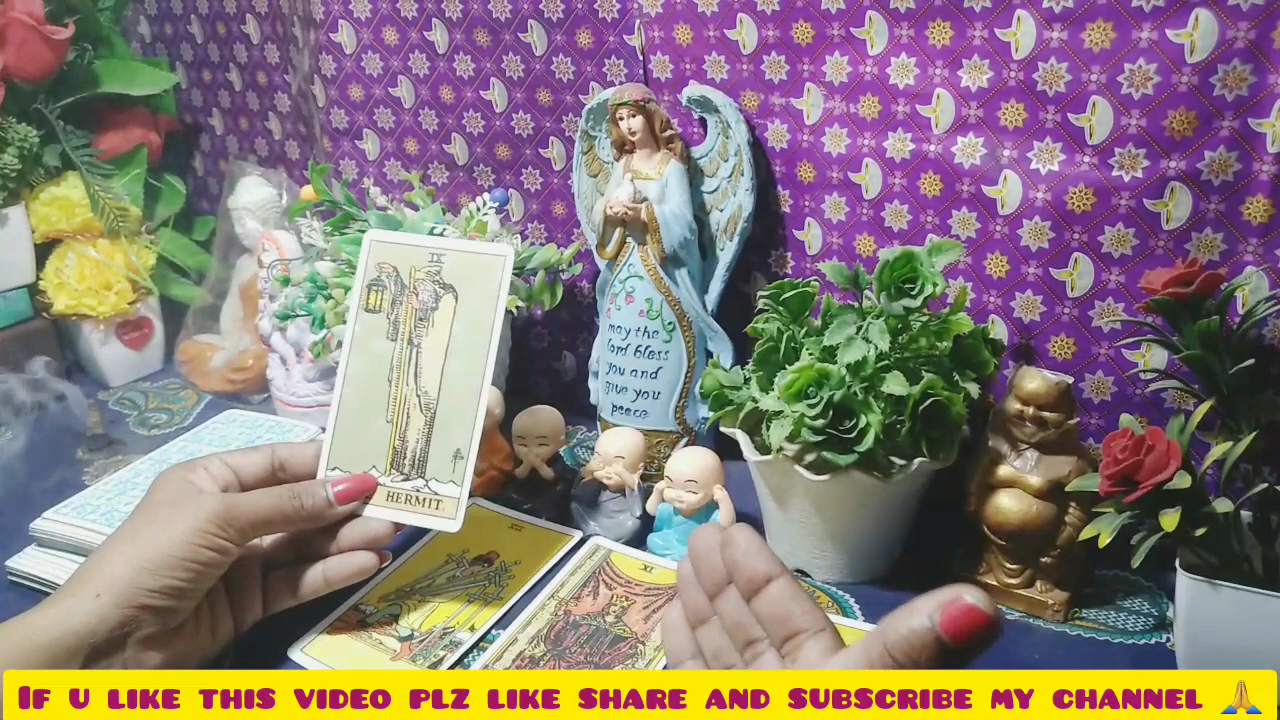 IX
HERMIT.
may the
lord bless
you and
give you
peace
XI
IF U LIKE THIS VIDEO PLZ LIKE SHARE AND SUBSCRIBE MY CHANNEL 🙏